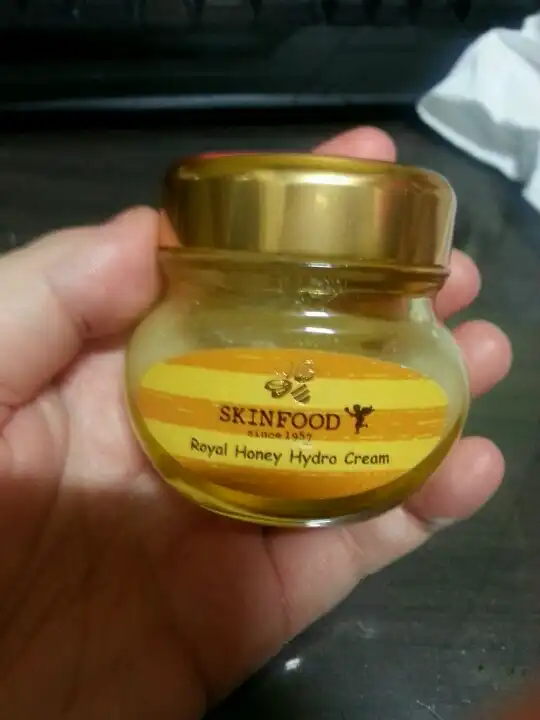 SKINFOOD
since 1957
Royal Honey Hydro Cream